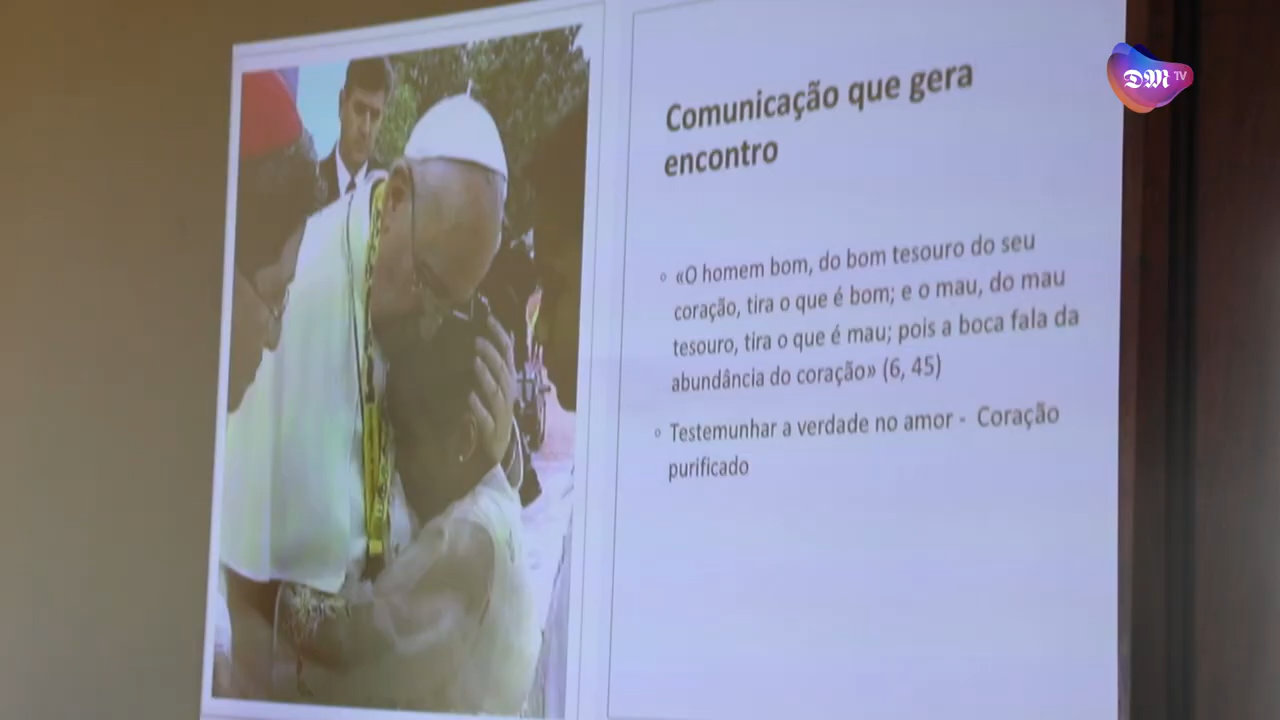 Comunicação que gera
encontro
«O homem bom, do bom tesouro do seu
coração, tira o que é bom; e o mau, do mau
tesouro, tira o que é mau; pois a boca fala da
abundância do coração» (6, 45)
Testemunhar a verdade no amor - Coração
purificado
DM TV